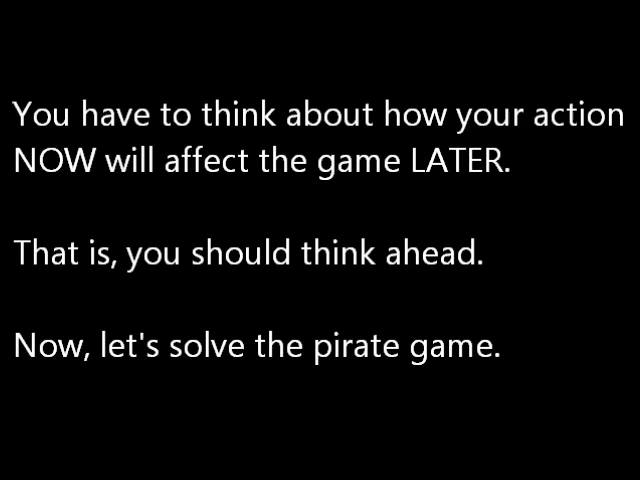 You have to think about how your action
NOW will affect the game LATER.
That is, you should think ahead.
Now, let's solve the pirate game.